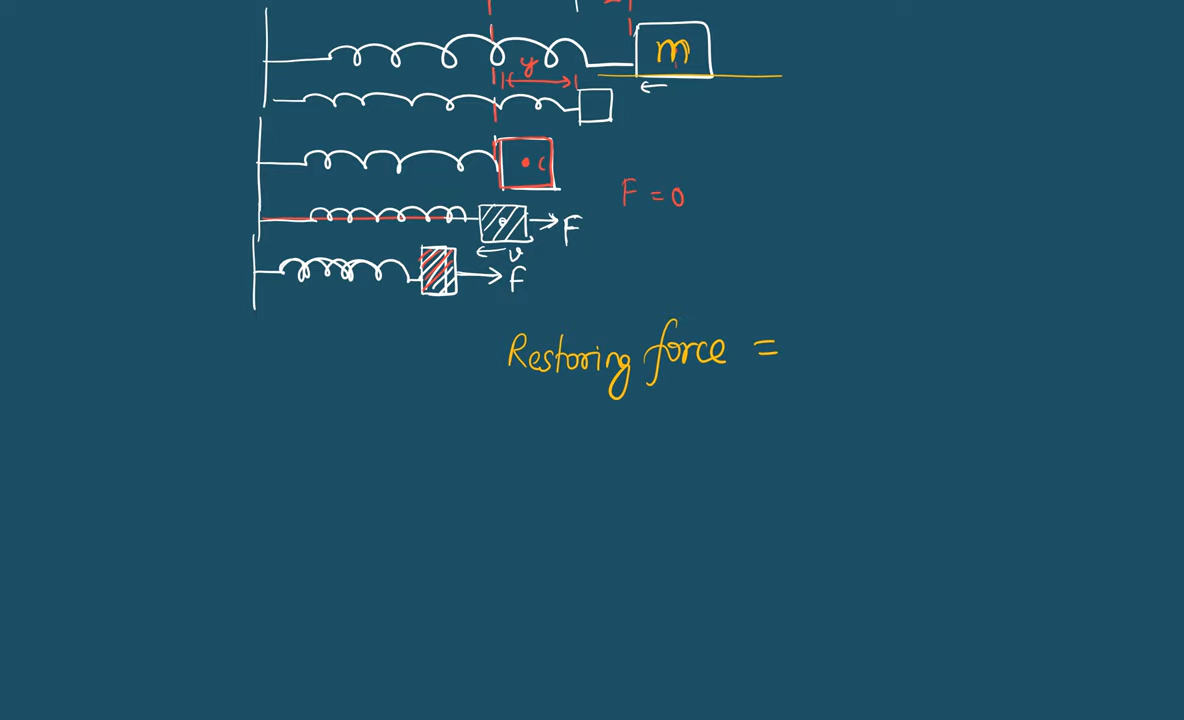 m
y
F = 0
F
v
F
Restoring force =